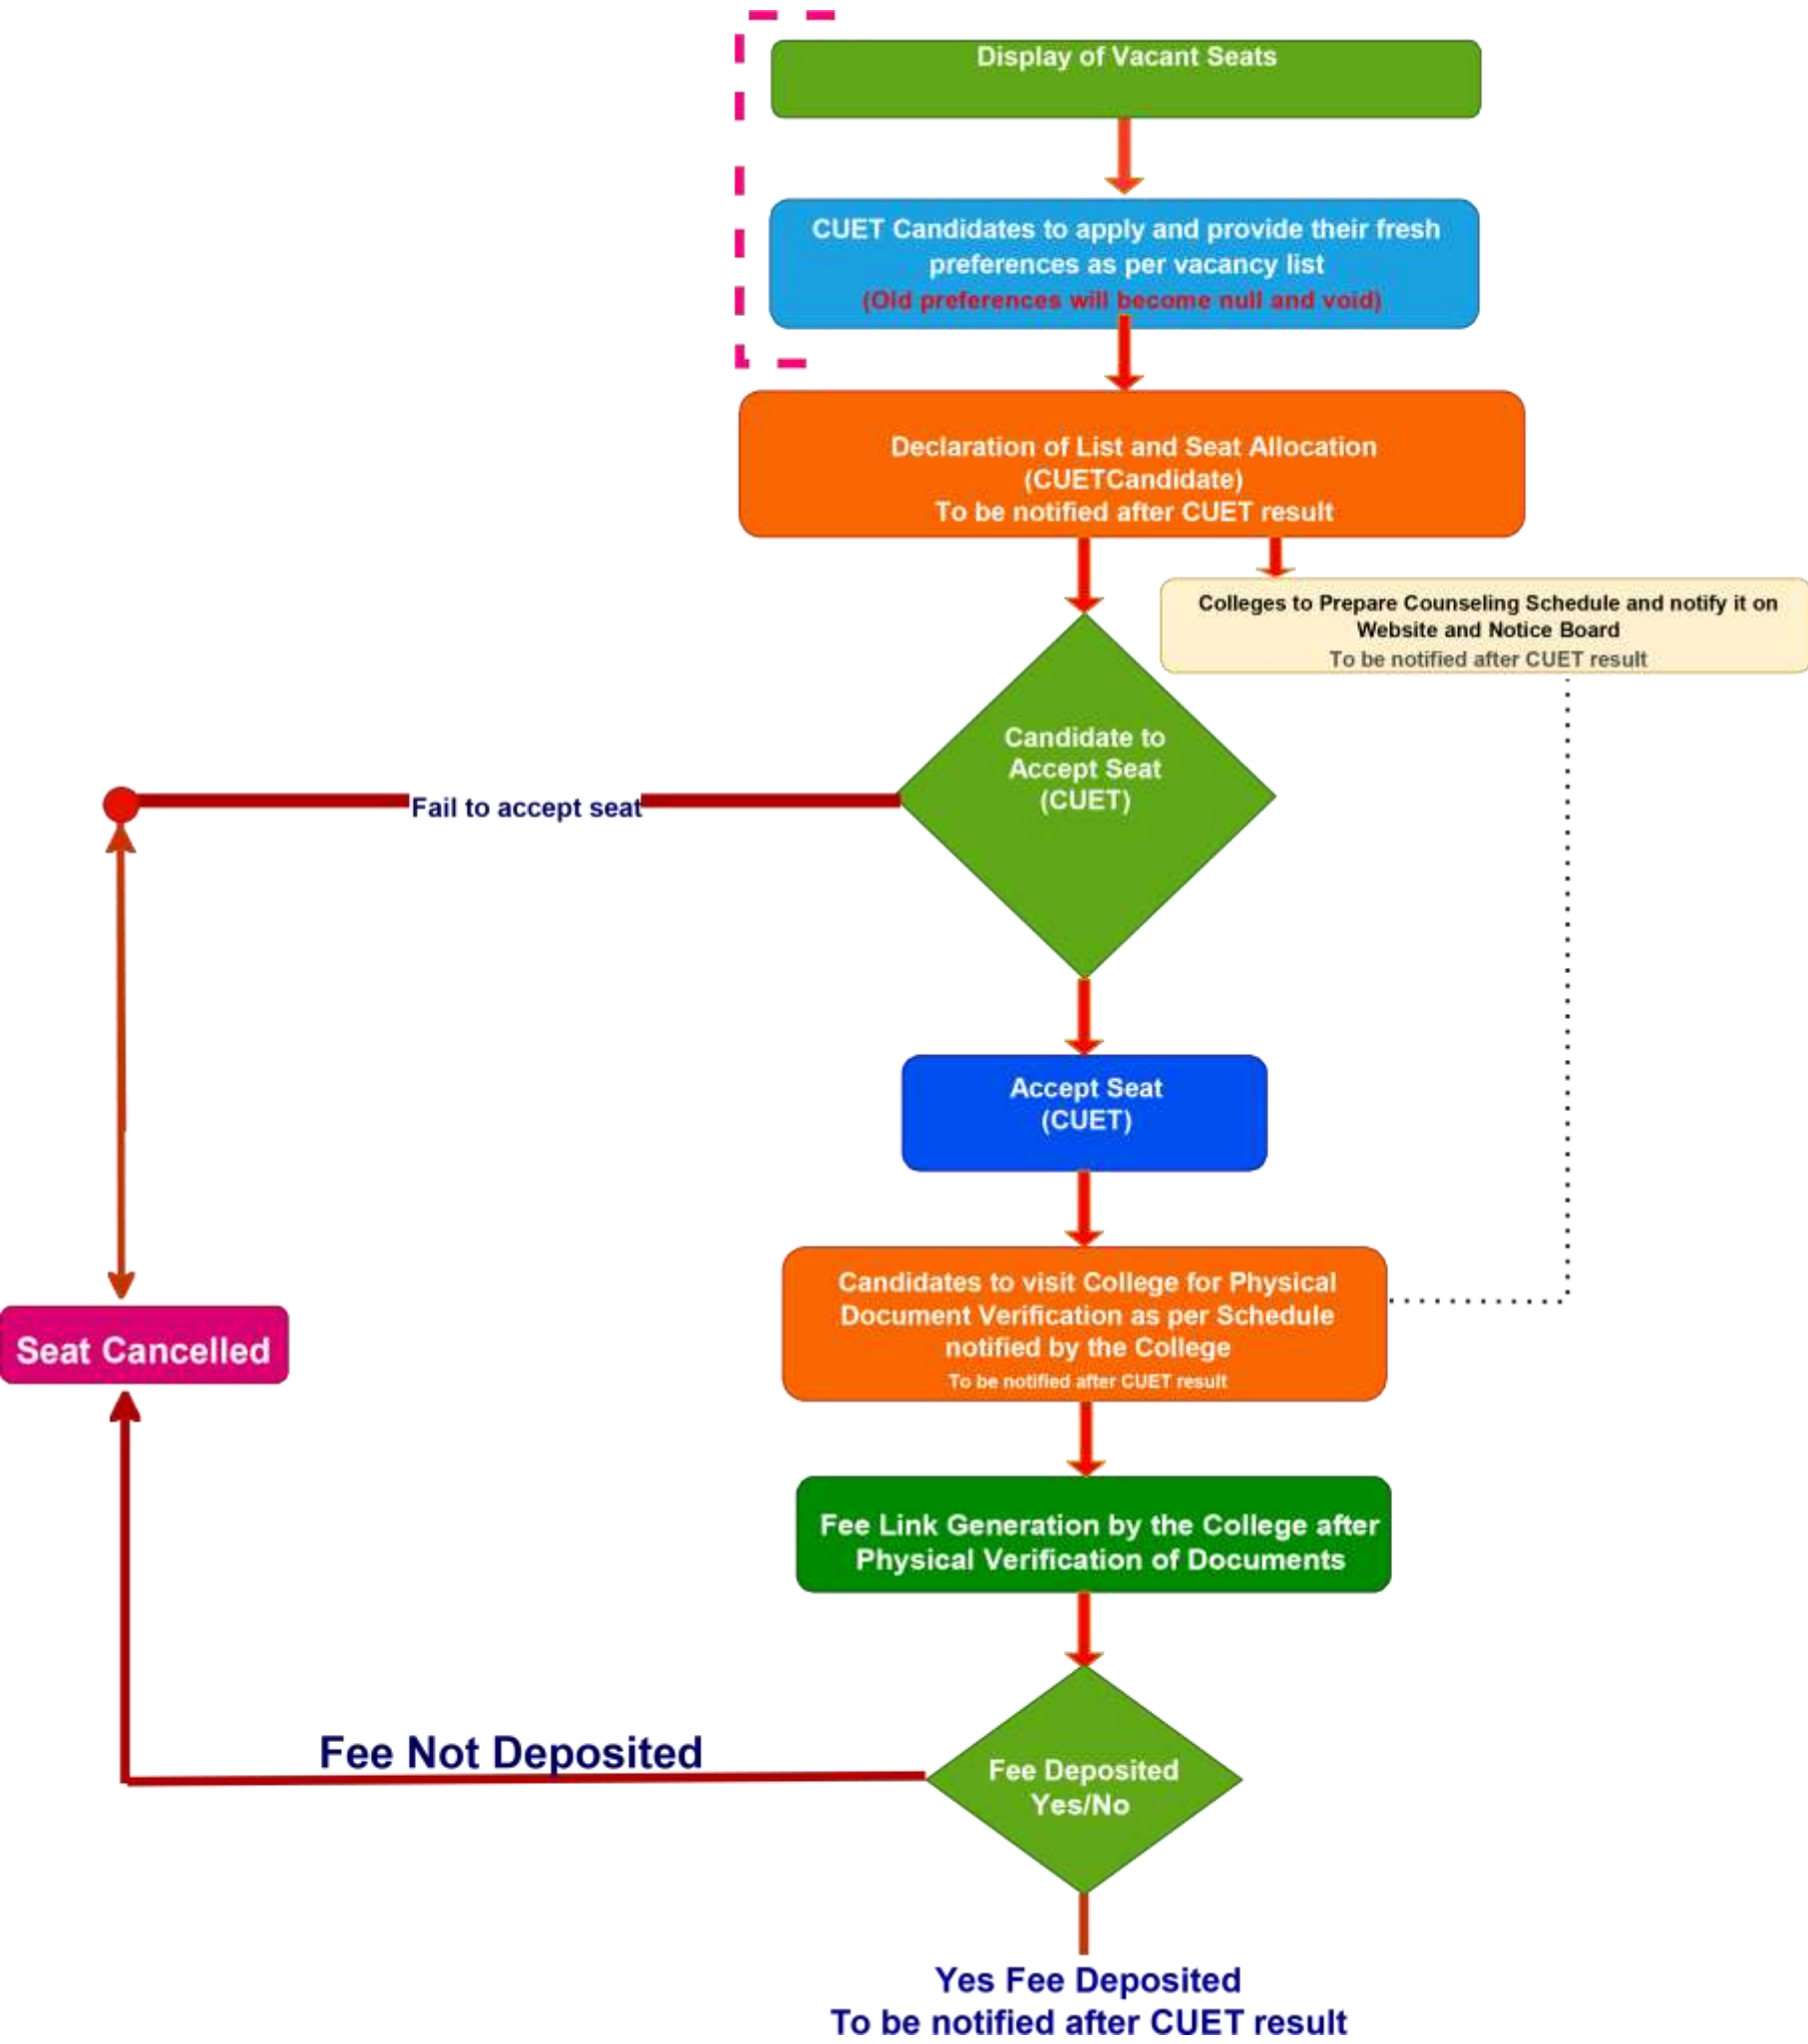 Display of Vacant Seats
CUET Candidates to apply and provide their fresh
preferences as per vacancy list
(Old preferences will become null and void)
Declaration of List and Seat Allocation
(CUETCandidate)
To be notified after CUET result
Colleges to Prepare Counseling Schedule and notify it on
Website and Notice Board
To be notified after CUET result
Candidate to
Accept Seat
(CUET)
Fail to accept seat
Accept Seat
(CUET)
Candidates to visit College for Physical
Document Verification as per Schedule
notified by the College
To be notified after CUET result
Seat Cancelled
Fee Link Generation by the College after
Physical Verification of Documents
Fee Not Deposited
Fee Deposited
Yes/No
Yes Fee Deposited
To be notified after CUET result